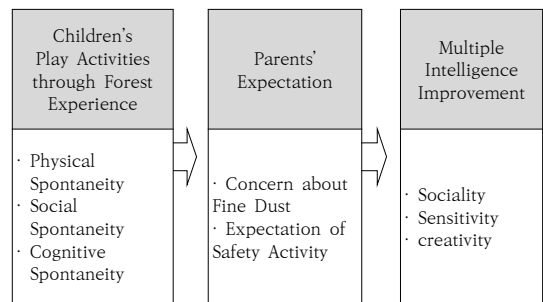 Children's
Play Activities
through Forest
Experience
· Physical
Spontaneity
· Social
Spontaneity
· Cognitive
Spontaneity
Parents'
Expectation
· Concern about
Fine Dust
· Expectation of
Safety Activity
Multiple
Intelligence
Improvement
· Sociality
· Sensitivity
· creativity